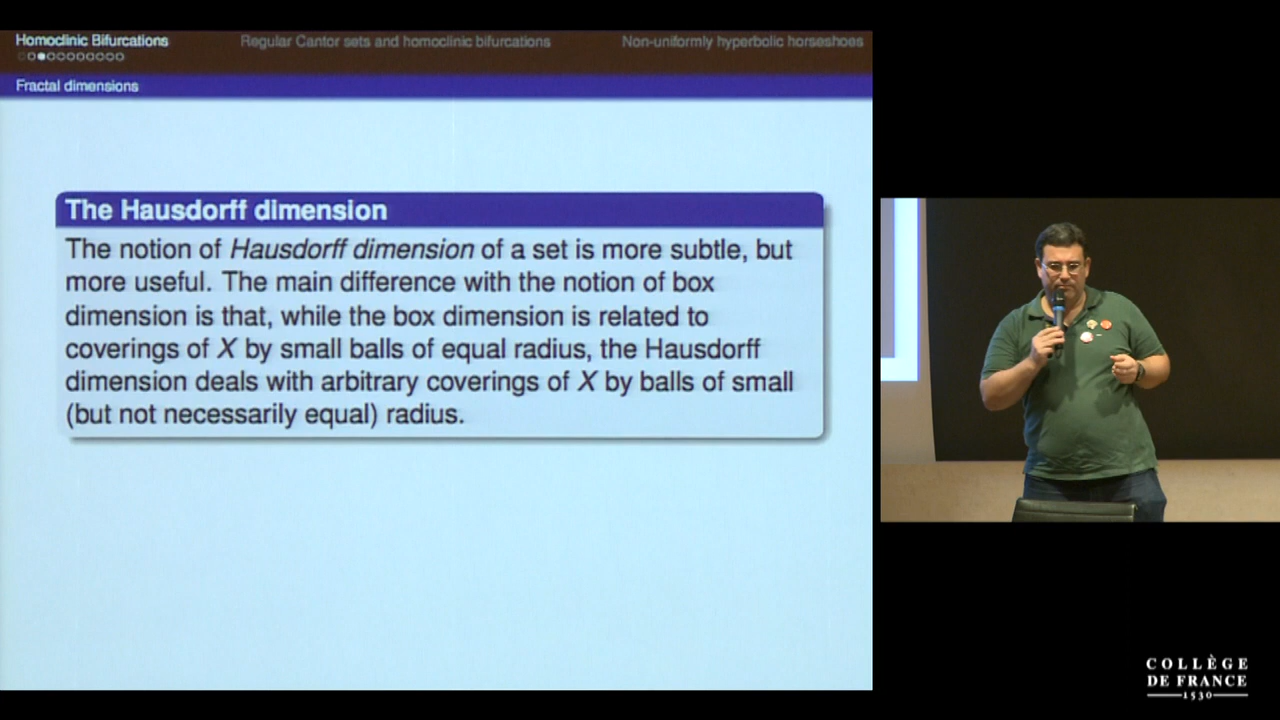 Homoclinic Bifurcations
Regular Cantor sets and homoclinic bifurcations
Non-uniformly hyperbolic horseshoes
Fractal dimensions
The Hausdorff dimension
The notion of Hausdorff dimension of a set is more subtle, but
more useful. The main difference with the notion of box
dimension is that, while the box dimension is related to
coverings of X by small balls of equal radius, the Hausdorff
dimension deals with arbitrary coverings of X by balls of small
(but not necessarily equal) radius.
COLLÈGE
DE FRANCE
1530